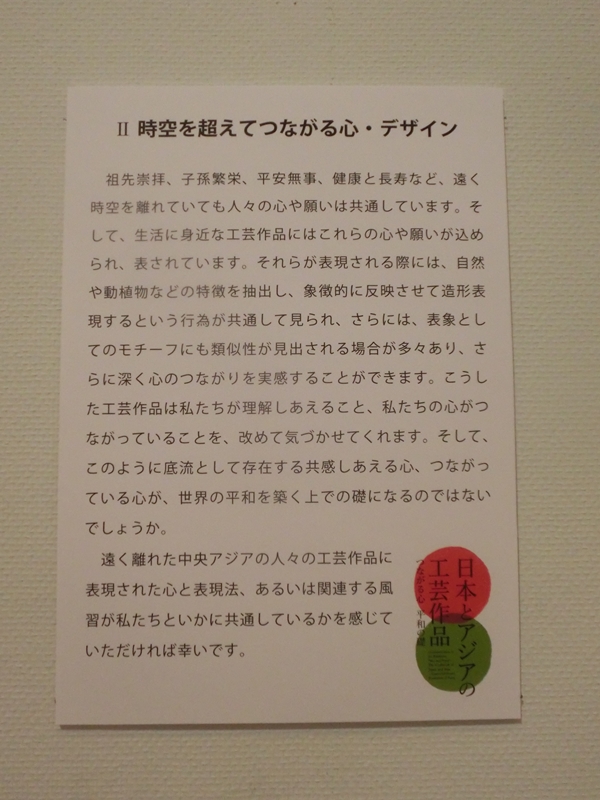 Ⅱ 時空を超えてつながる心・デザイン
祖先崇拝、子孫繁栄、平安無事、健康と長寿など、遠く
時空を離れていても人々の心や願いは共通しています。そ
して、生活に身近な工芸作品にはこれらの心や願いが込め
られ、表されています。それらが表現される際には、自然
や動植物などの特徴を抽出し、象徴的に反映させて造形表
現するという行為が共通して見られ、さらには、表象とし
てのモチーフにも類似性が見出される場合が多々あり、さ
らに深く心のつながりを実感することができます。こうし
た工芸作品は私たちが理解しあえること、私たちの心がつ
ながっていることを、改めて気づかせてくれます。そして、
このように底流として存在する共感しあえる心、つながっ
ている心が、世界の平和を築く上での礎になるのではない
でしょうか。
遠く離れた中央アジアの人々の工芸作品に
表現された心と表現法、あるいは関連する風
習が私たちといかに共通しているかを感じて
いただければ幸いです。
日本とアジアの
工芸作品
つながる心、平和の礎